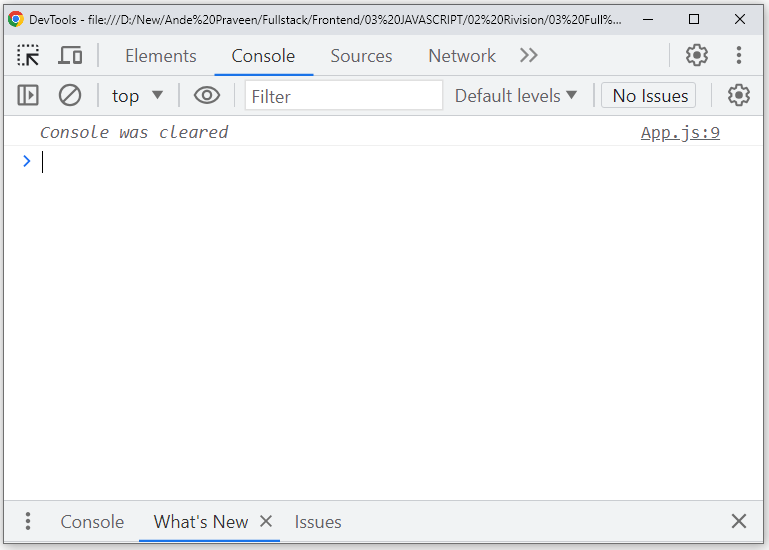 DevTools - file:///D:/New/Ande%20Praveen/Fullstack/Frontend/03%20JAVASCRIPT/02%20Rivision/03%20Full%...
Elements Console Sources Network
top Filter Default levels No Issues
Console was cleared App.js:9
Console What's New Issues